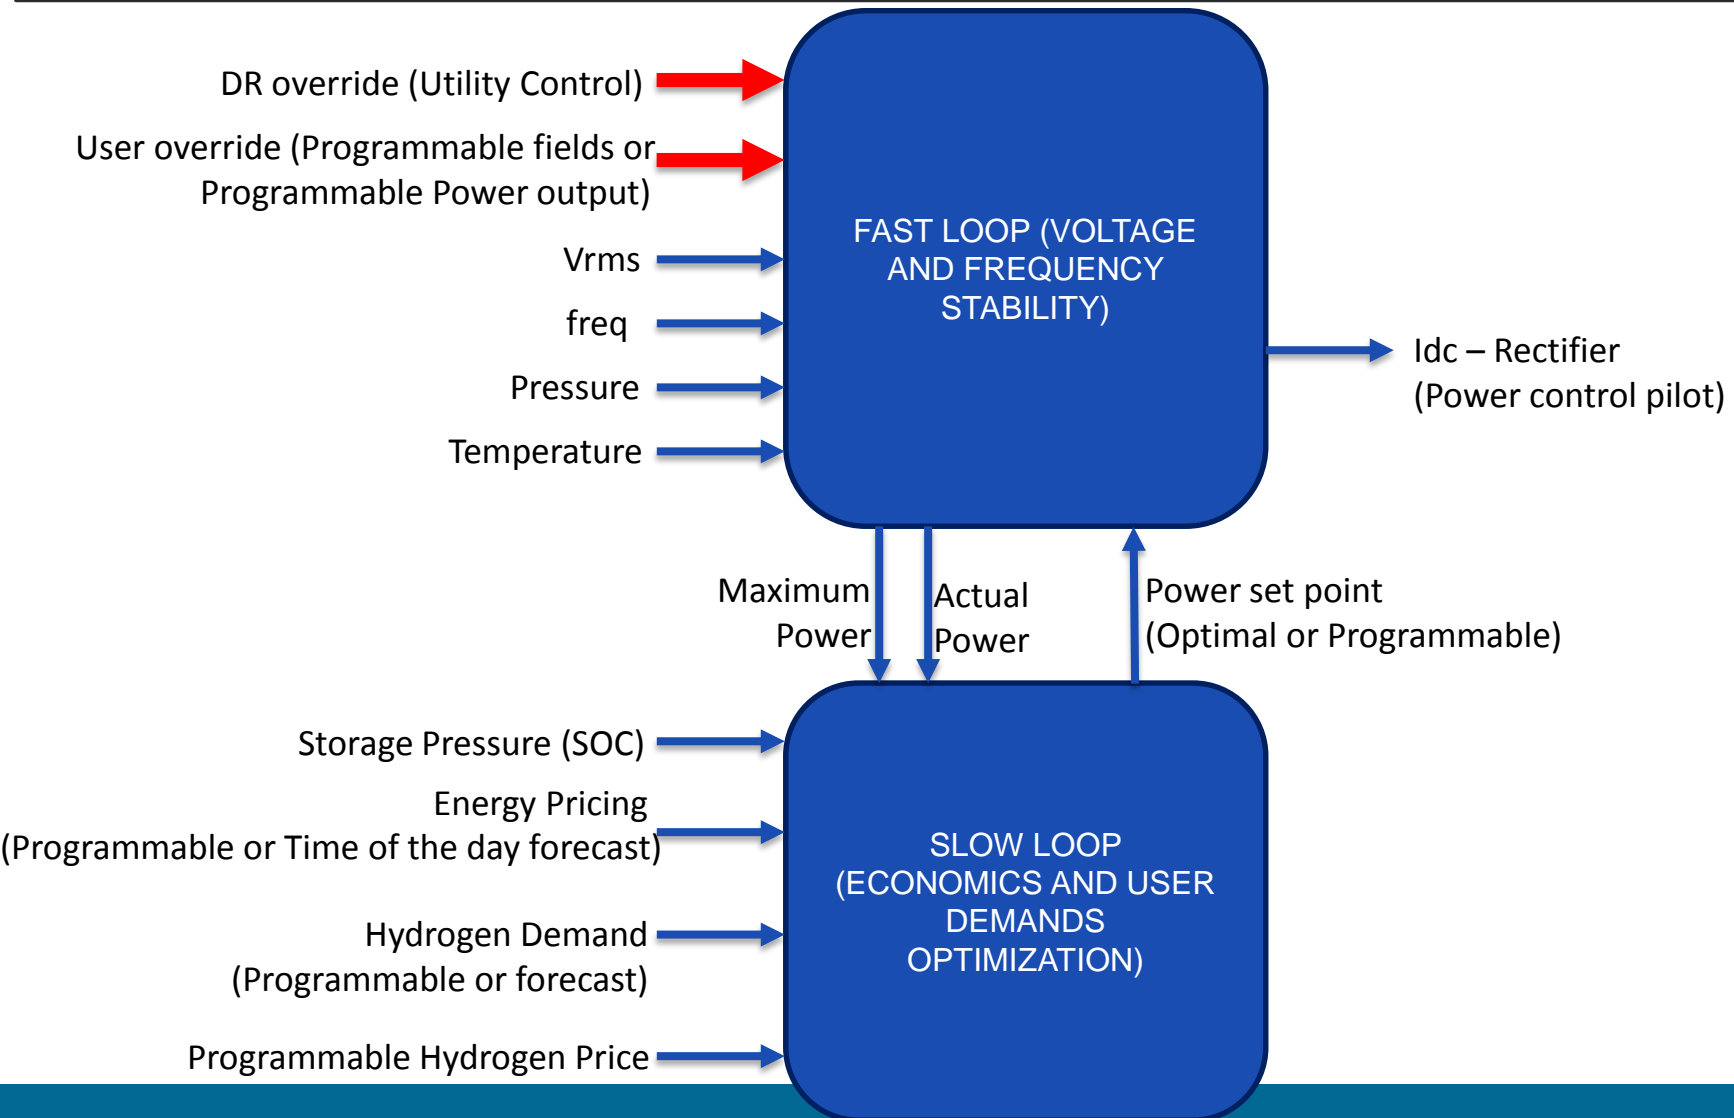 DR override (Utility Control)
User override (Programmable fields or
Programmable Power output)
Vrms
freq
Pressure
Temperature
FAST LOOP (VOLTAGE
AND FREQUENCY
STABILITY)
Idc – Rectifier
(Power control pilot)
Maximum
Power
Actual
Power
Power set point
(Optimal or Programmable)
Storage Pressure (SOC)
Energy Pricing
(Programmable or Time of the day forecast)
Hydrogen Demand
(Programmable or forecast)
Programmable Hydrogen Price
SLOW LOOP
(ECONOMICS AND USER
DEMANDS
OPTIMIZATION)